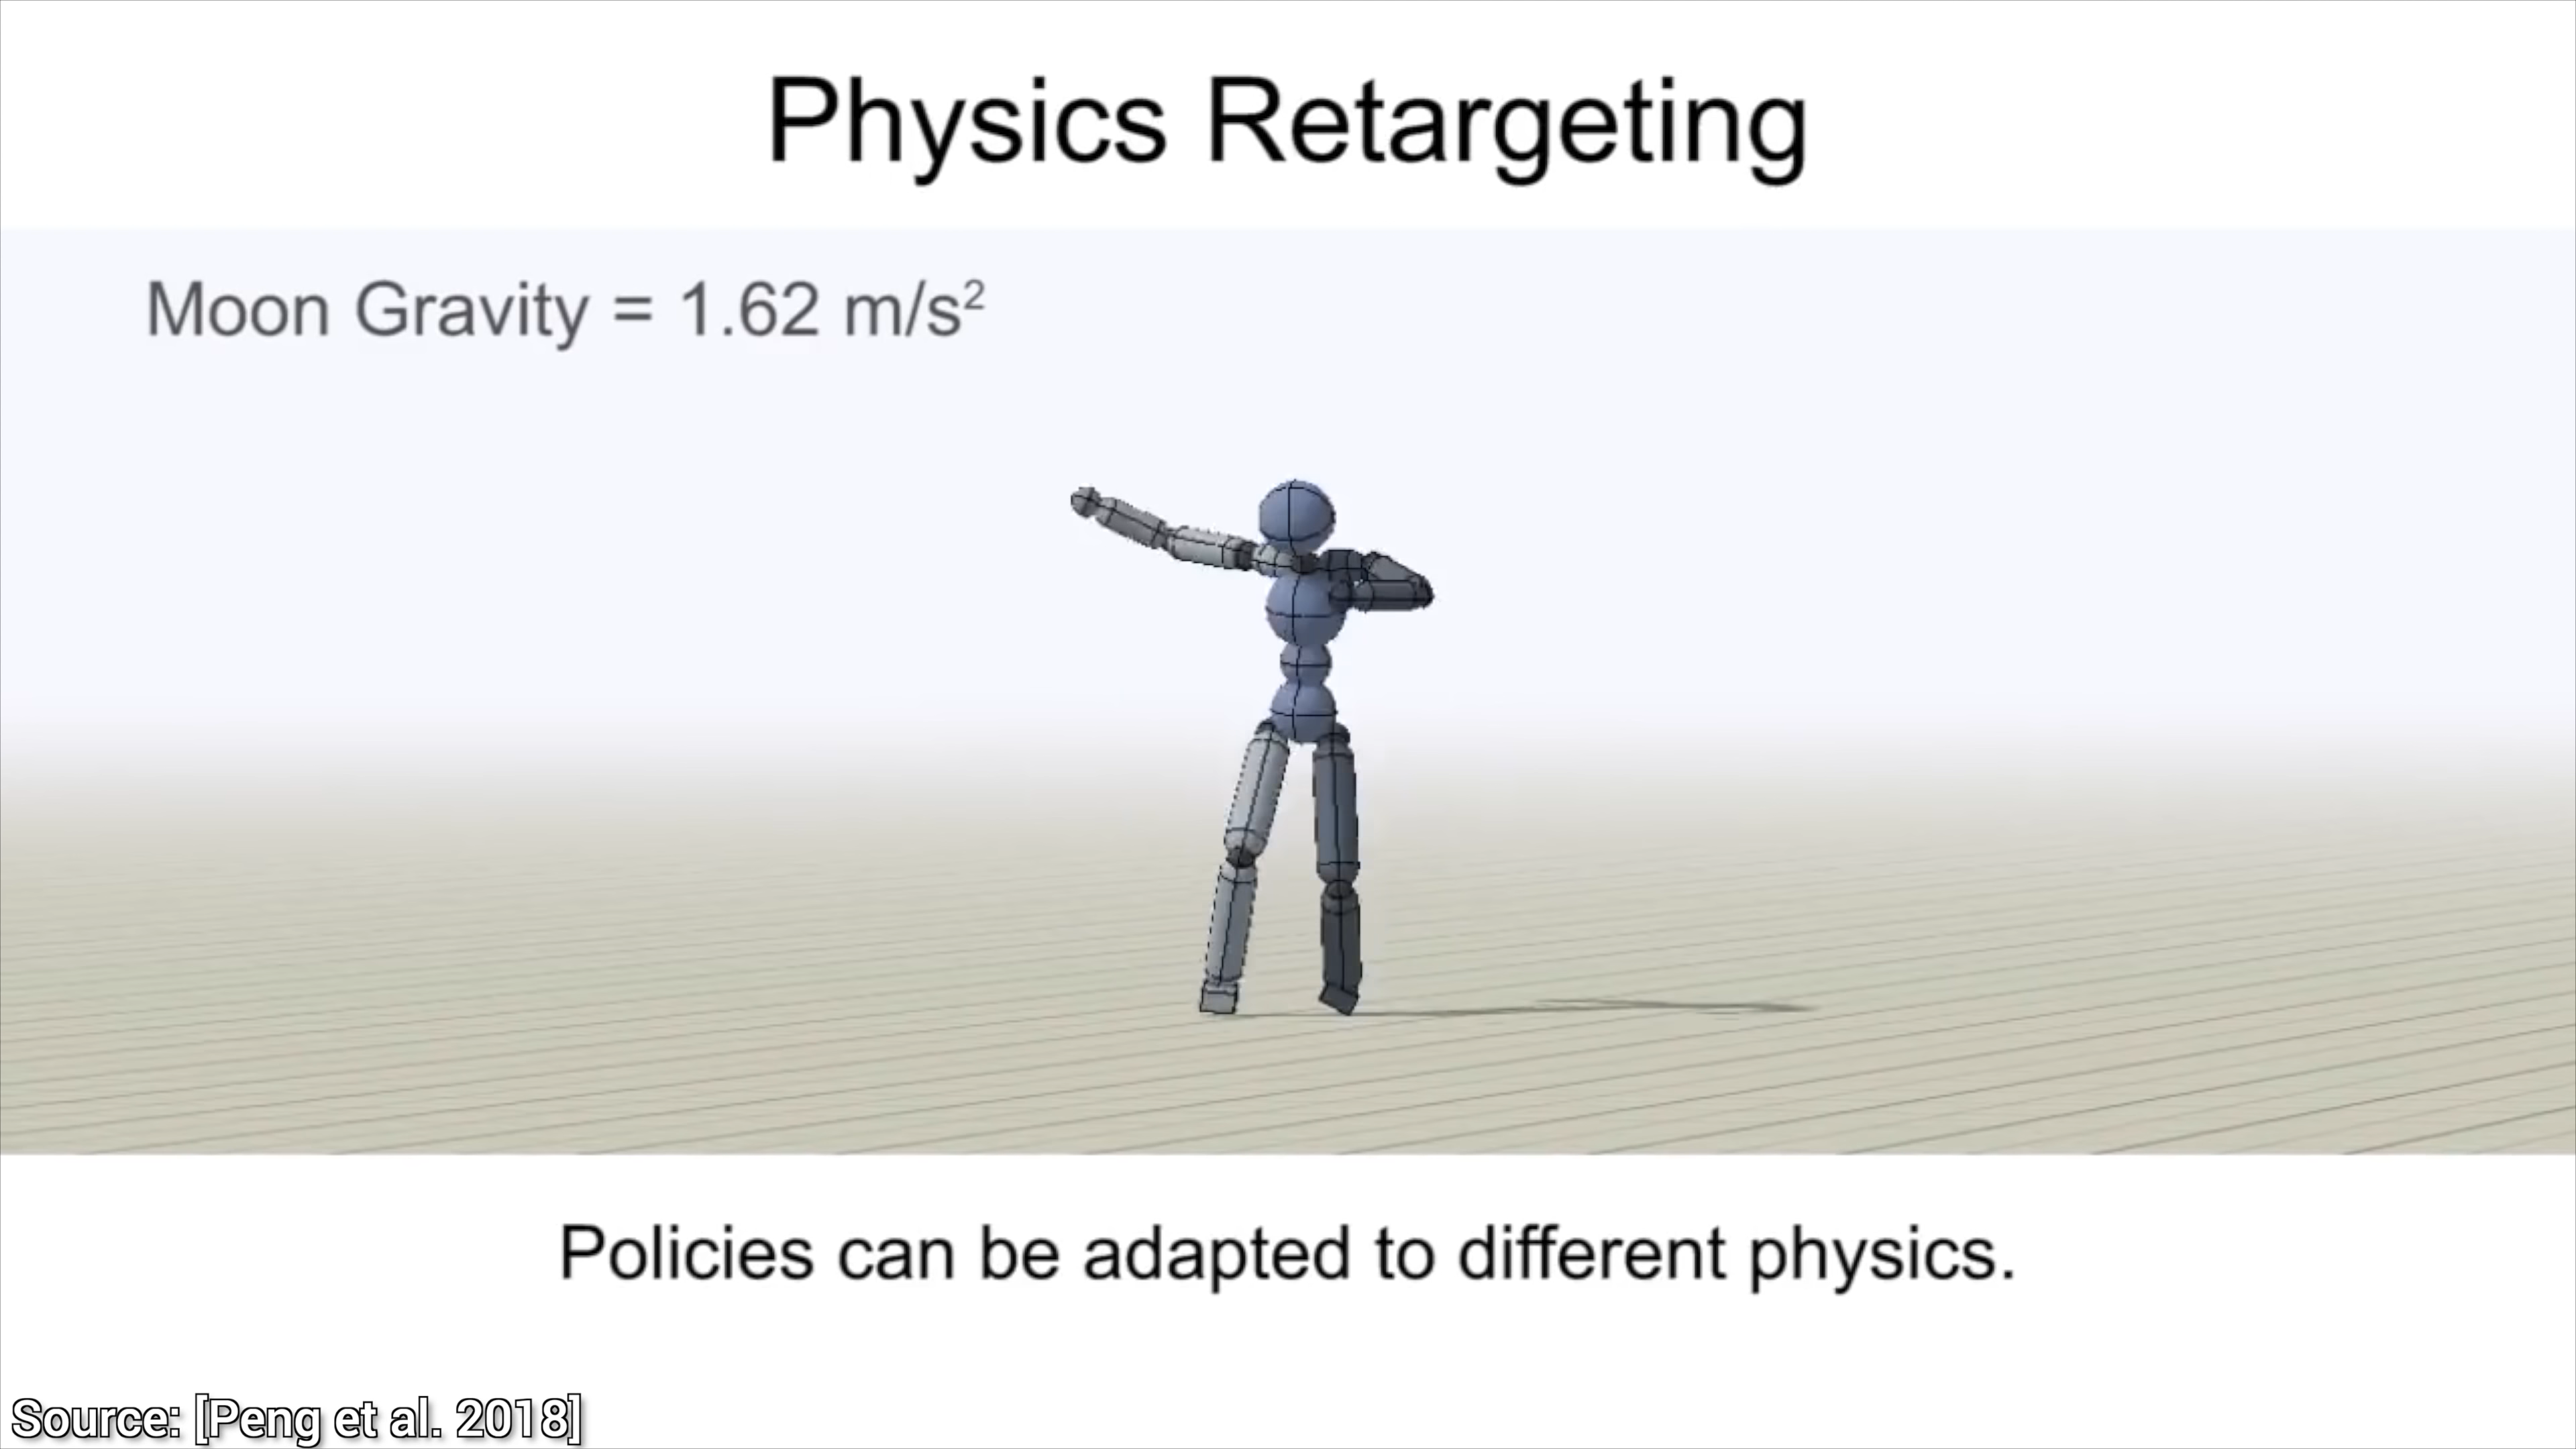 Physics Retargeting
Moon Gravity = 1.62 m/s²
Policies can be adapted to different physics.
Source: [Peng et al. 2018]